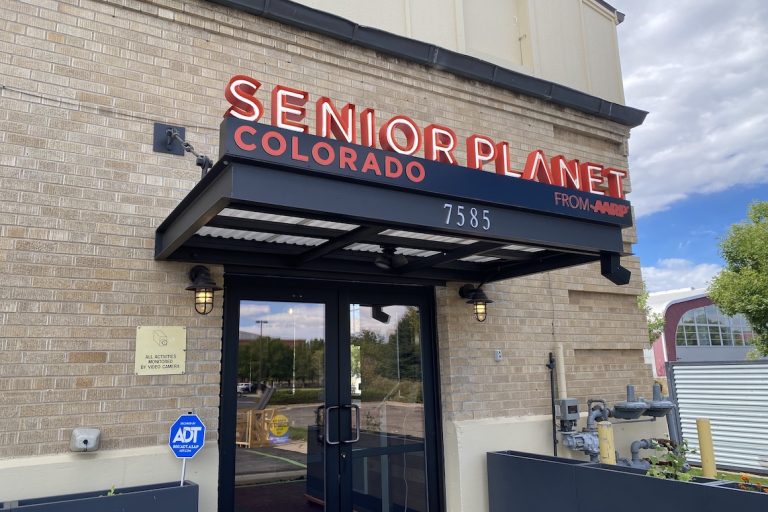 SENIOR PLANET
COLORADO
FROM AARP
7585
ALL ACTIVITIES
MONITORED
BY VIDEO CAMERA
ADT